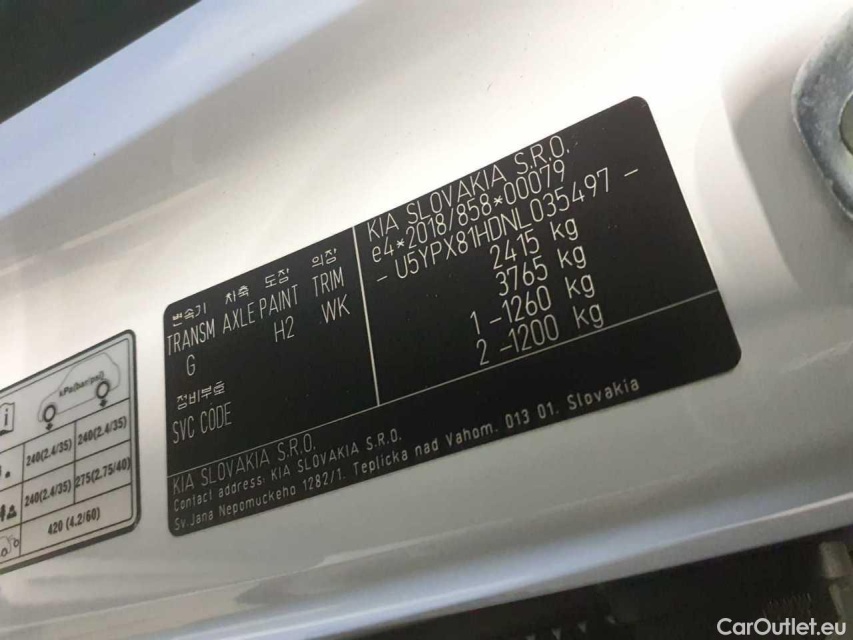 변속기 차축 도장 의장
TRANSM AXLE PAINT TRIM
G H2 WK
정비부호
SVC CODE
KIA SLOVAKIA S.R.O.
e4*2018/858*00079
- U5YPX81HDNL035497 -
2415 kg
3765 kg
1 -1260 kg
2 -1200 kg
KIA SLOVAKIA S.R.O.
Contact address: KIA SLOVAKIA S.R.O.
Sv. Jana Nepomuckeho 1282/1. Teplicka nad Vahom. 013 01. Slovakia
kPa(bar/psi)
240(2.4/35) 240(2.4/35)
240(2.4/35) 275(2.75/40)
420 (4.2/60)
CarOutlet.eu